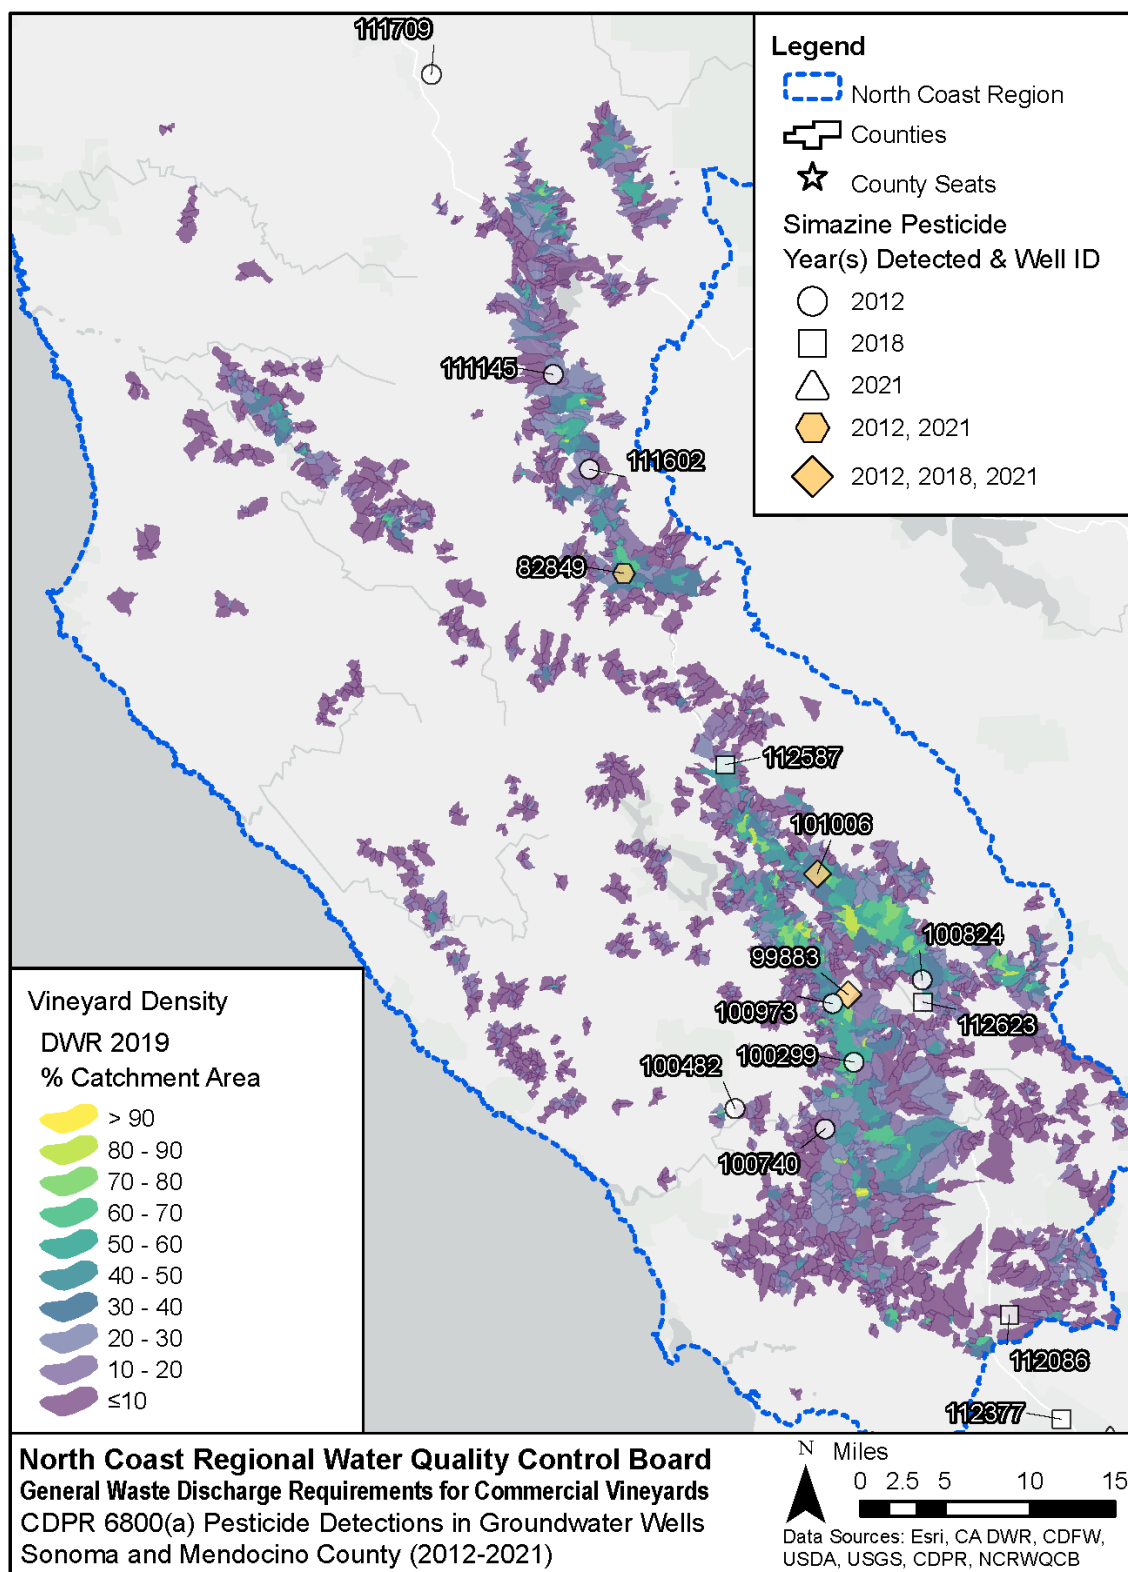 111709
Legend
North Coast Region
Counties
County Seats
Simazine Pesticide
Year(s) Detected & Well ID
2012
2018
2021
2012, 2021
2012, 2018, 2021
111145
111602
82849
112587
101006
100824
99883
100973
112623
100299
100482
100740
112086
112377
Vineyard Density
DWR 2019
% Catchment Area
> 90
80 - 90
70 - 80
60 - 70
50 - 60
40 - 50
30 - 40
20 - 30
10 - 20
≤10
North Coast Regional Water Quality Control Board
General Waste Discharge Requirements for Commercial Vineyards
CDPR 6800(a) Pesticide Detections in Groundwater Wells
Sonoma and Mendocino County (2012-2021)
N
Miles
0 2.5 5 10 15
Data Sources: Esri, CA DWR, CDFW,
USDA, USGS, CDPR, NCRWQCB